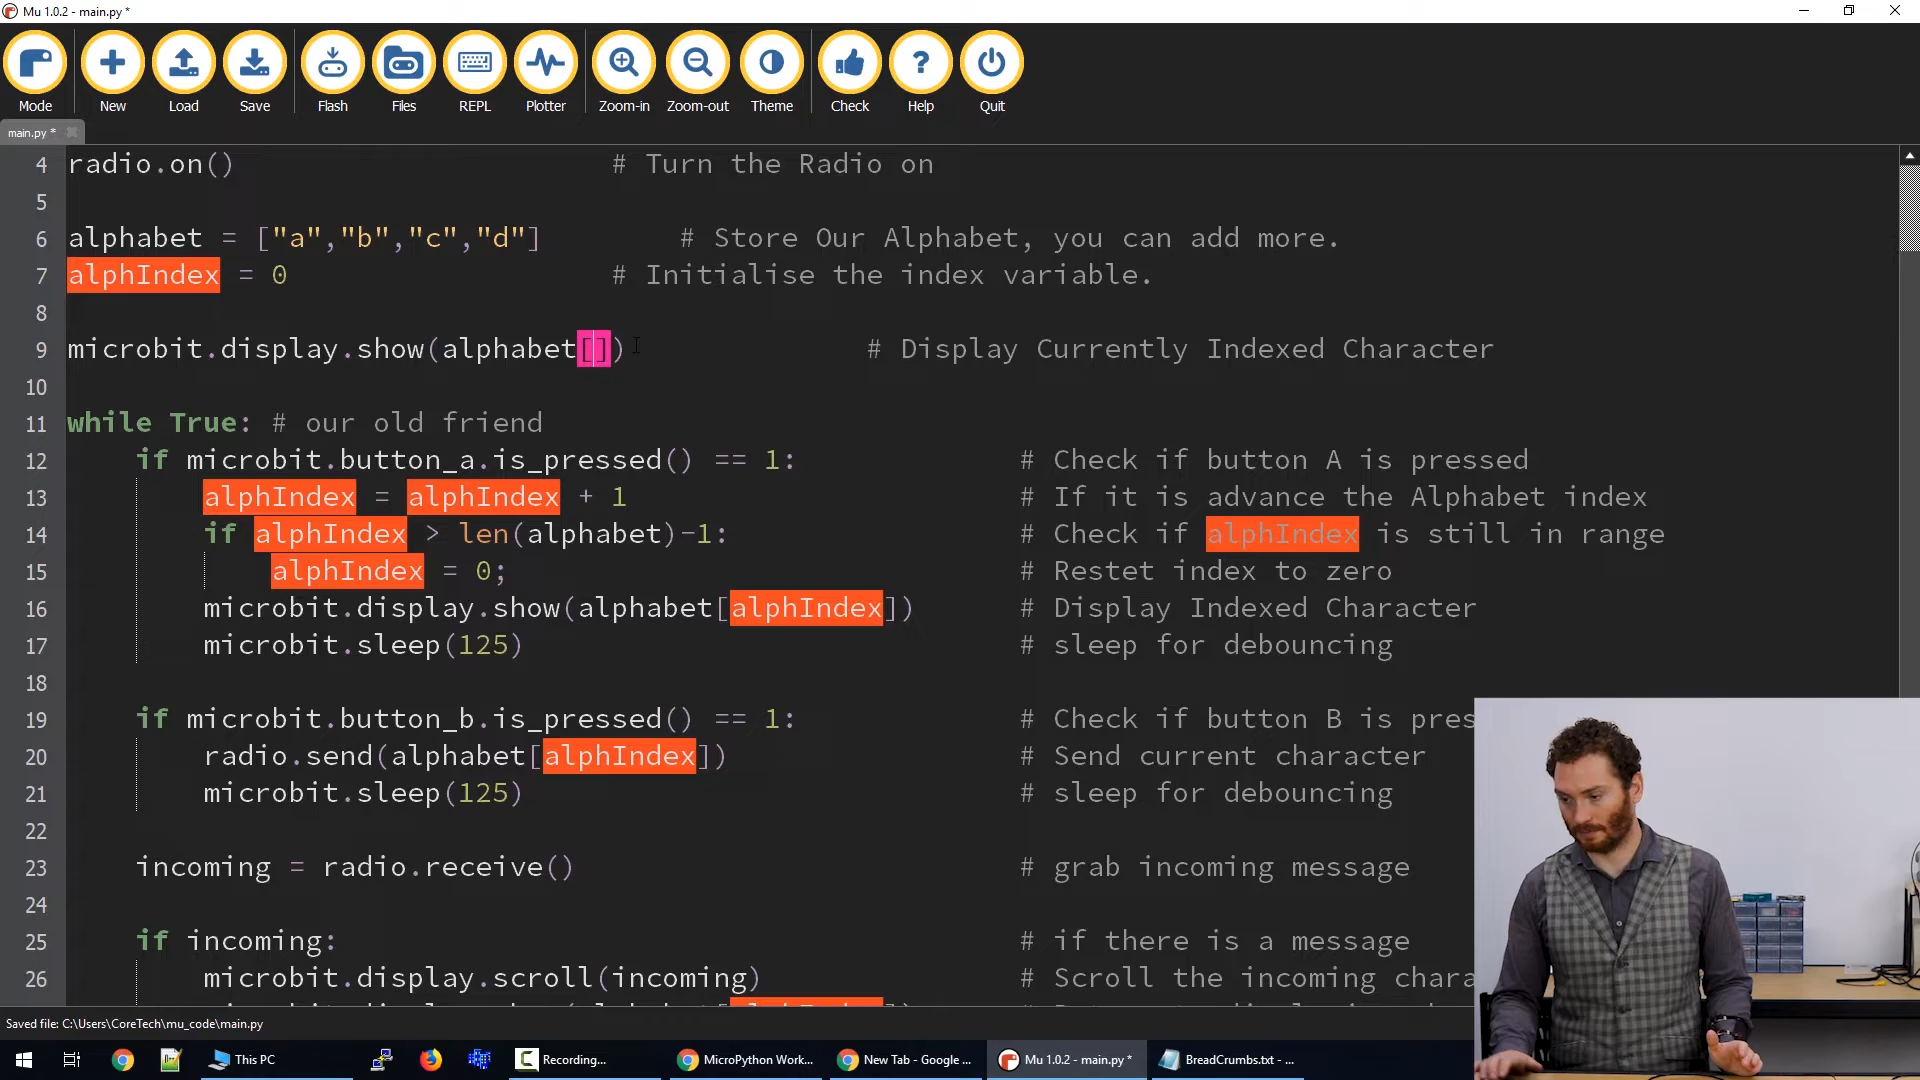 Mu 1.0.2 - main.py *
Mode New Load Save Flash Files REPL Plotter Zoom-in Zoom-out Theme Check Help Quit
main.py *
4 radio.on() # Turn the Radio on
5
6 alphabet = ["a","b","c","d"] # Store Our Alphabet, you can add more.
7 alphIndex = 0 # Initialise the index variable.
8
9 microbit.display.show(alphabet[]) # Display Currently Indexed Character
10
11 while True: # our old friend
12 if microbit.button_a.is_pressed() == 1: # Check if button A is pressed
13 alphIndex = alphIndex + 1 # If it is advance the Alphabet index
14 if alphIndex > len(alphabet)-1: # Check if alphIndex is still in range
15 alphIndex = 0; # Restet index to zero
16 microbit.display.show(alphabet[alphIndex]) # Display Indexed Character
17 microbit.sleep(125) # sleep for debouncing
18
19 if microbit.button_b.is_pressed() == 1: # Check if button B is pres
20 radio.send(alphabet[alphIndex]) # Send current character
21 microbit.sleep(125) # sleep for debouncing
22
23 incoming = radio.receive() # grab incoming message
24
25 if incoming: # if there is a message
26 microbit.display.scroll(incoming) # Scroll the incoming chara
Saved file: C:\Users\CoreTech\mu_code\main.py
This PC Recording... MicroPython Work... New Tab - Google ... Mu 1.0.2 - main.py * BreadCrumbs.txt - ...